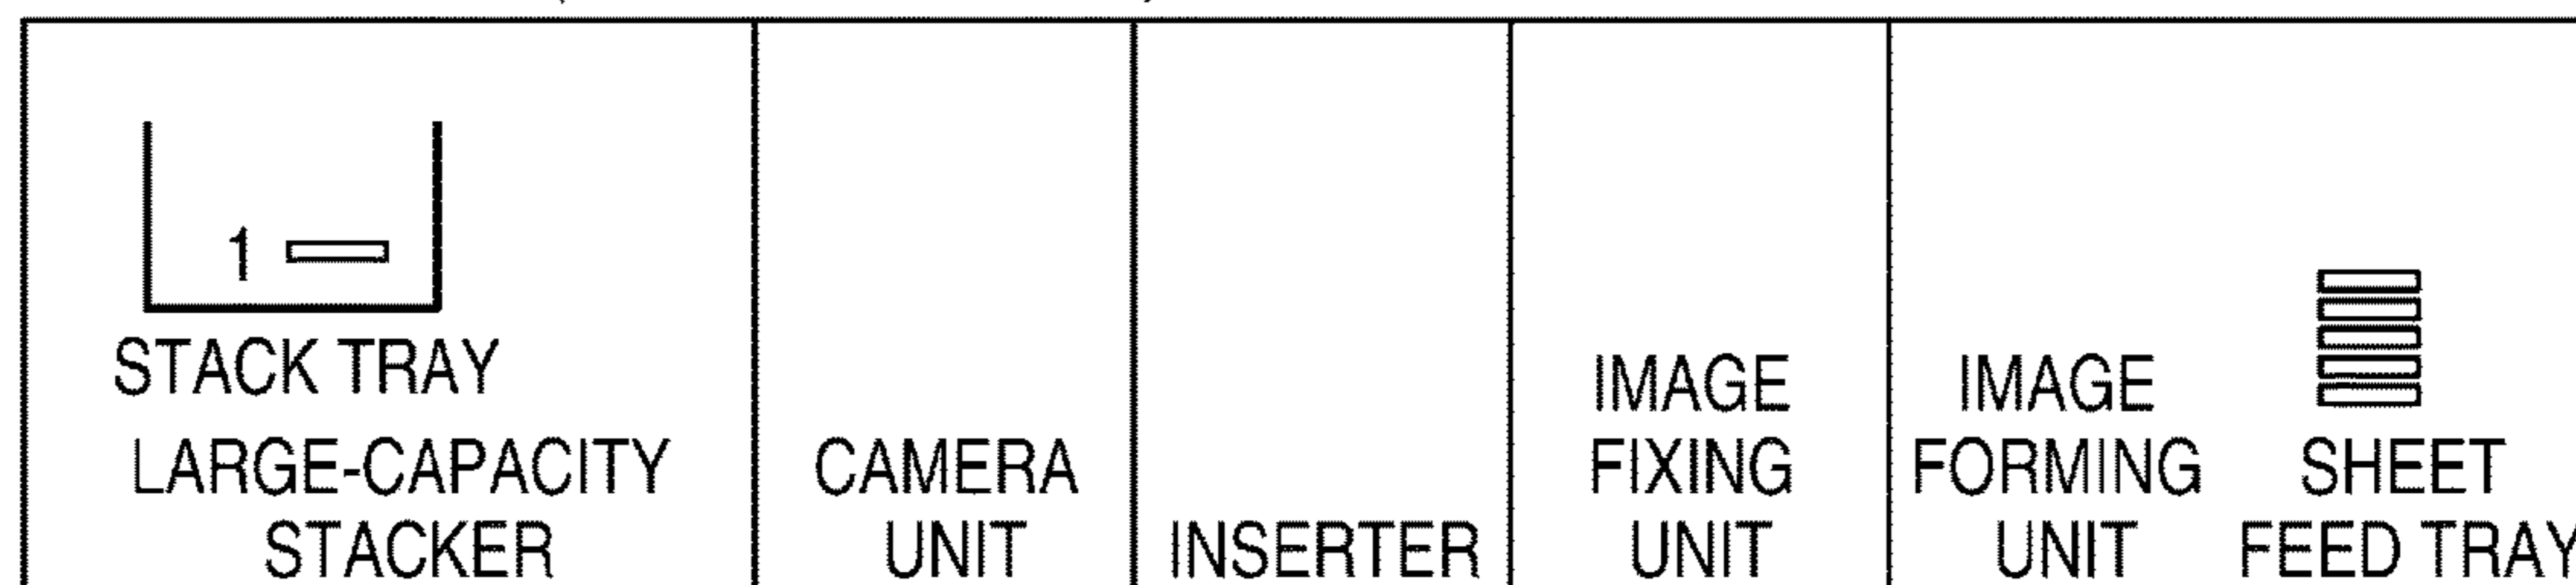 1
STACK TRAY
LARGE-CAPACITY
STACKER
CAMERA
UNIT
INSERTER
IMAGE
FIXING
UNIT
IMAGE
FORMING
UNIT
SHEET
FEED TRAY